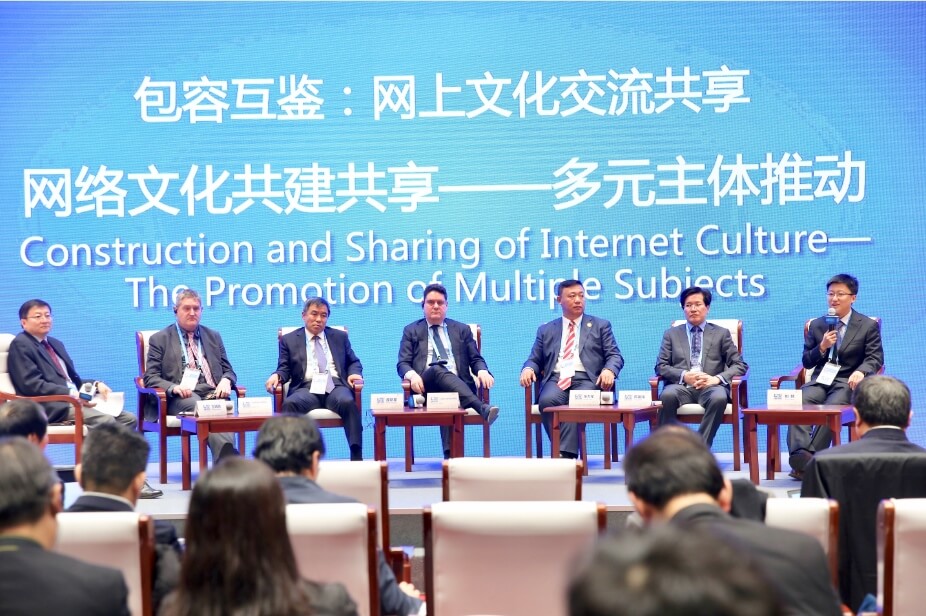 包容互鉴：网上文化交流共享
网络文化共建共享——多元主体推动
Construction and Sharing of Internet Culture—
The Promotion of Multiple Subjects